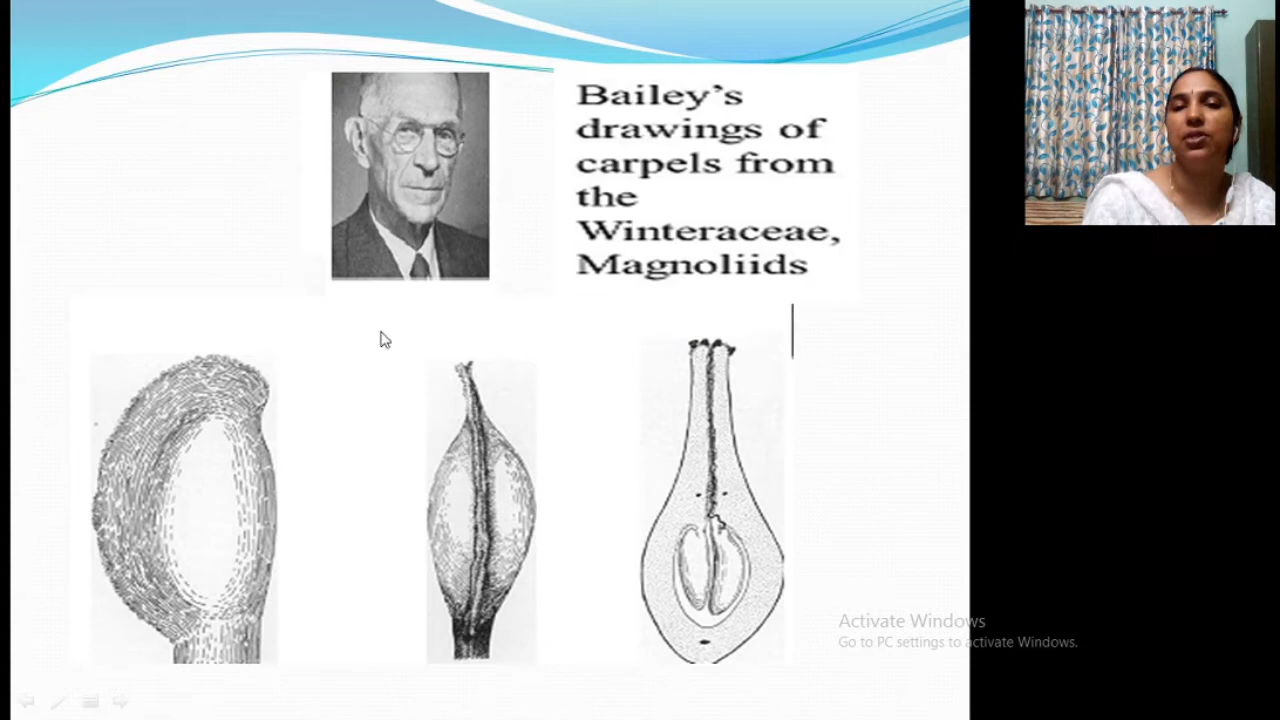 Bailey's
drawings of
carpels from
the
Winteraceae,
Magnoliids
Activate Windows
Go to PC settings to activate Windows.